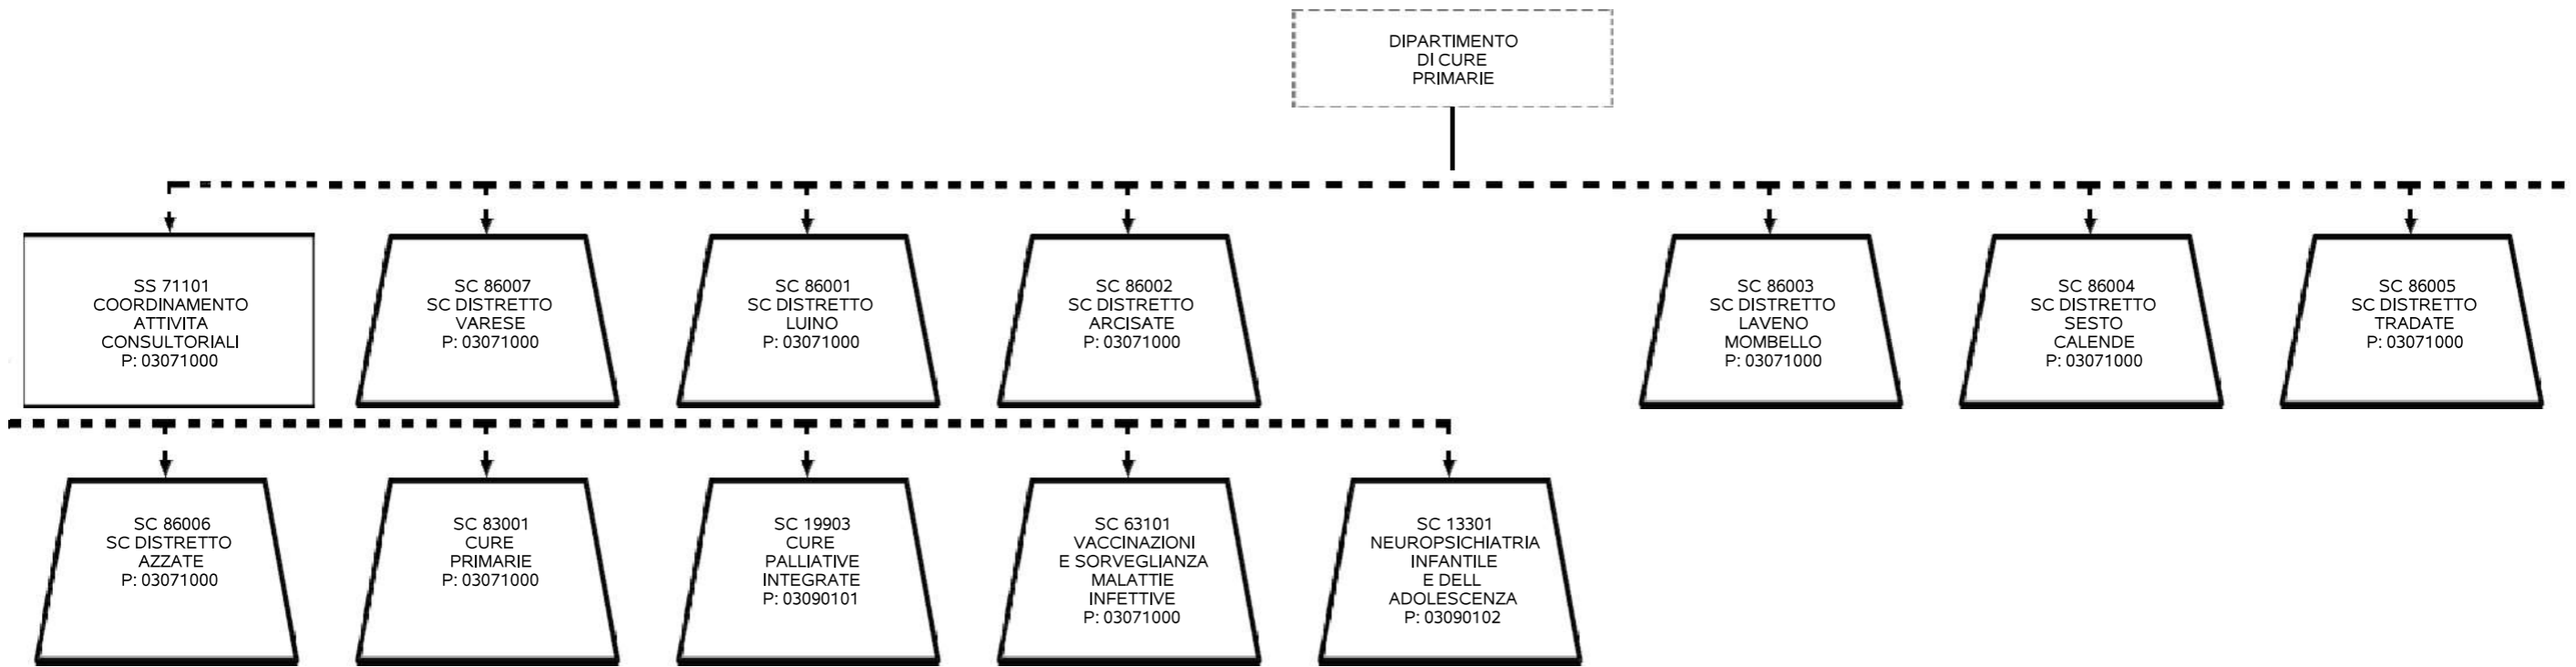 DIPARTIMENTO
DI CURE
PRIMARIE
SS 71101
COORDINAMENTO
ATTIVITA
CONSULTORIALI
P: 03071000
SC 86007
SC DISTRETTO
VARESE
P: 03071000
SC 86001
SC DISTRETTO
LUINO
P: 03071000
SC 86002
SC DISTRETTO
ARCISATE
P: 03071000
SC 86003
SC DISTRETTO
LAVENO
MOMBELLO
P: 03071000
SC 86004
SC DISTRETTO
SESTO
CALENDE
P: 03071000
SC 86005
SC DISTRETTO
TRADATE
P: 03071000
SC 86006
SC DISTRETTO
AZZATE
P: 03071000
SC 83001
CURE
PRIMARIE
P: 03071000
SC 19903
CURE
PALLIATIVE
INTEGRATE
P: 03090101
SC 63101
VACCINAZIONI
E SORVEGLIANZA
MALATTIE
INFETTIVE
P: 03071000
SC 13301
NEUROPSICHIATRIA
INFANTILE
E DELL
ADOLESCENZA
P: 03090102